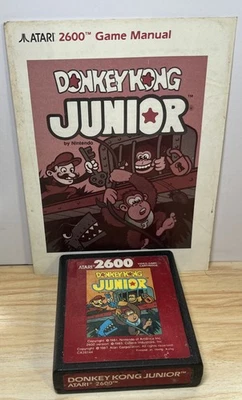 ATARI 2600™ Game Manual
DONKEY KONG
JUNIOR
by Nintendo
ATARI 2600
DONKEY KONG
JUNIOR
DONKEY KONG JUNIOR™
ATARI 2600™